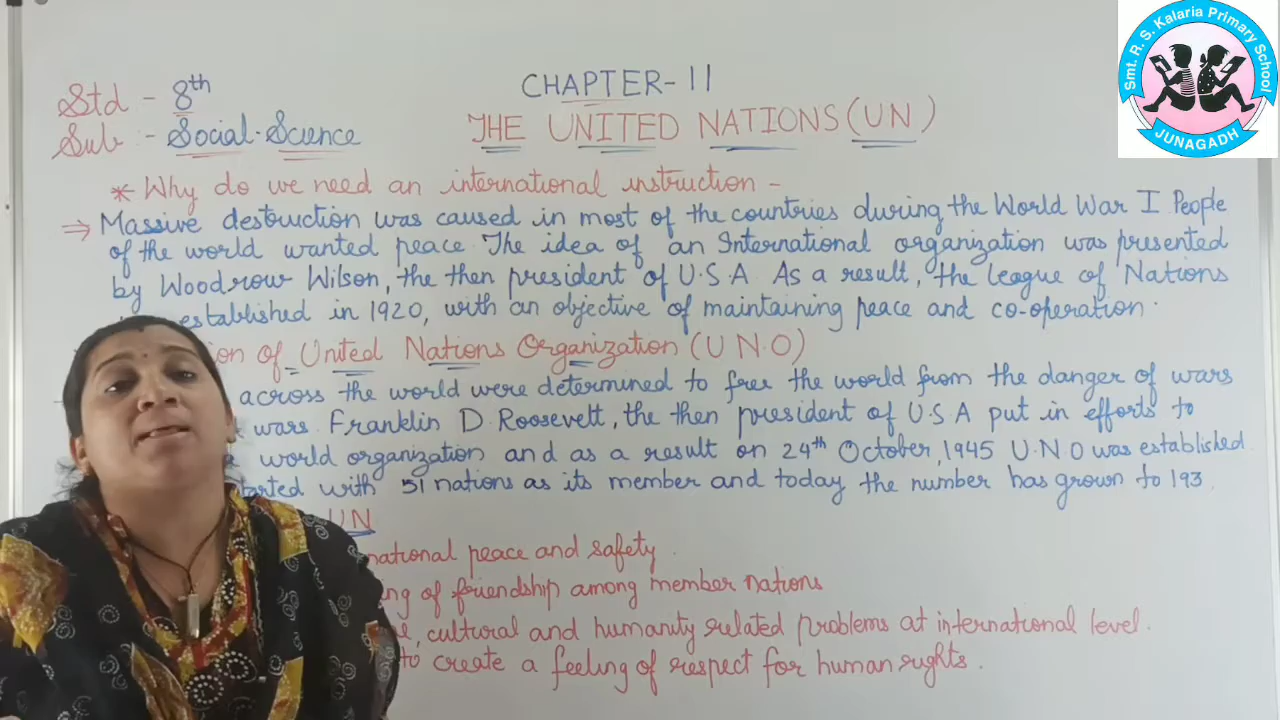 Smt. R. S. Kalaria Primary School
JUNAGADH
Std - 8th
Sub - Social Science
CHAPTER-11
THE UNITED NATIONS (UN)
* Why do we need an international instruction -
⇒ Massive destruction was caused in most of the countries during the World War I People
of the world wanted peace The idea of an International organization was presented
by Woodrow Wilson, the then president of U.S.A As a result, the league of Nations
established in 1920, with an objective of maintaining peace and co-operation.
of United Nations Organization (U N.O)
across the world were determined to free the world from the danger of wars
wars Franklin D. Roosevelt, the then president of U.S.A put in efforts to
world organization and as a result on 24th October, 1945 U.N.O was established
with 51 nations as its member and today the number has grown to 193.
UN
national peace and safety.
of friendship among member nations
cultural and humanity related problems at international level.
to create a feeling of respect for human rights.